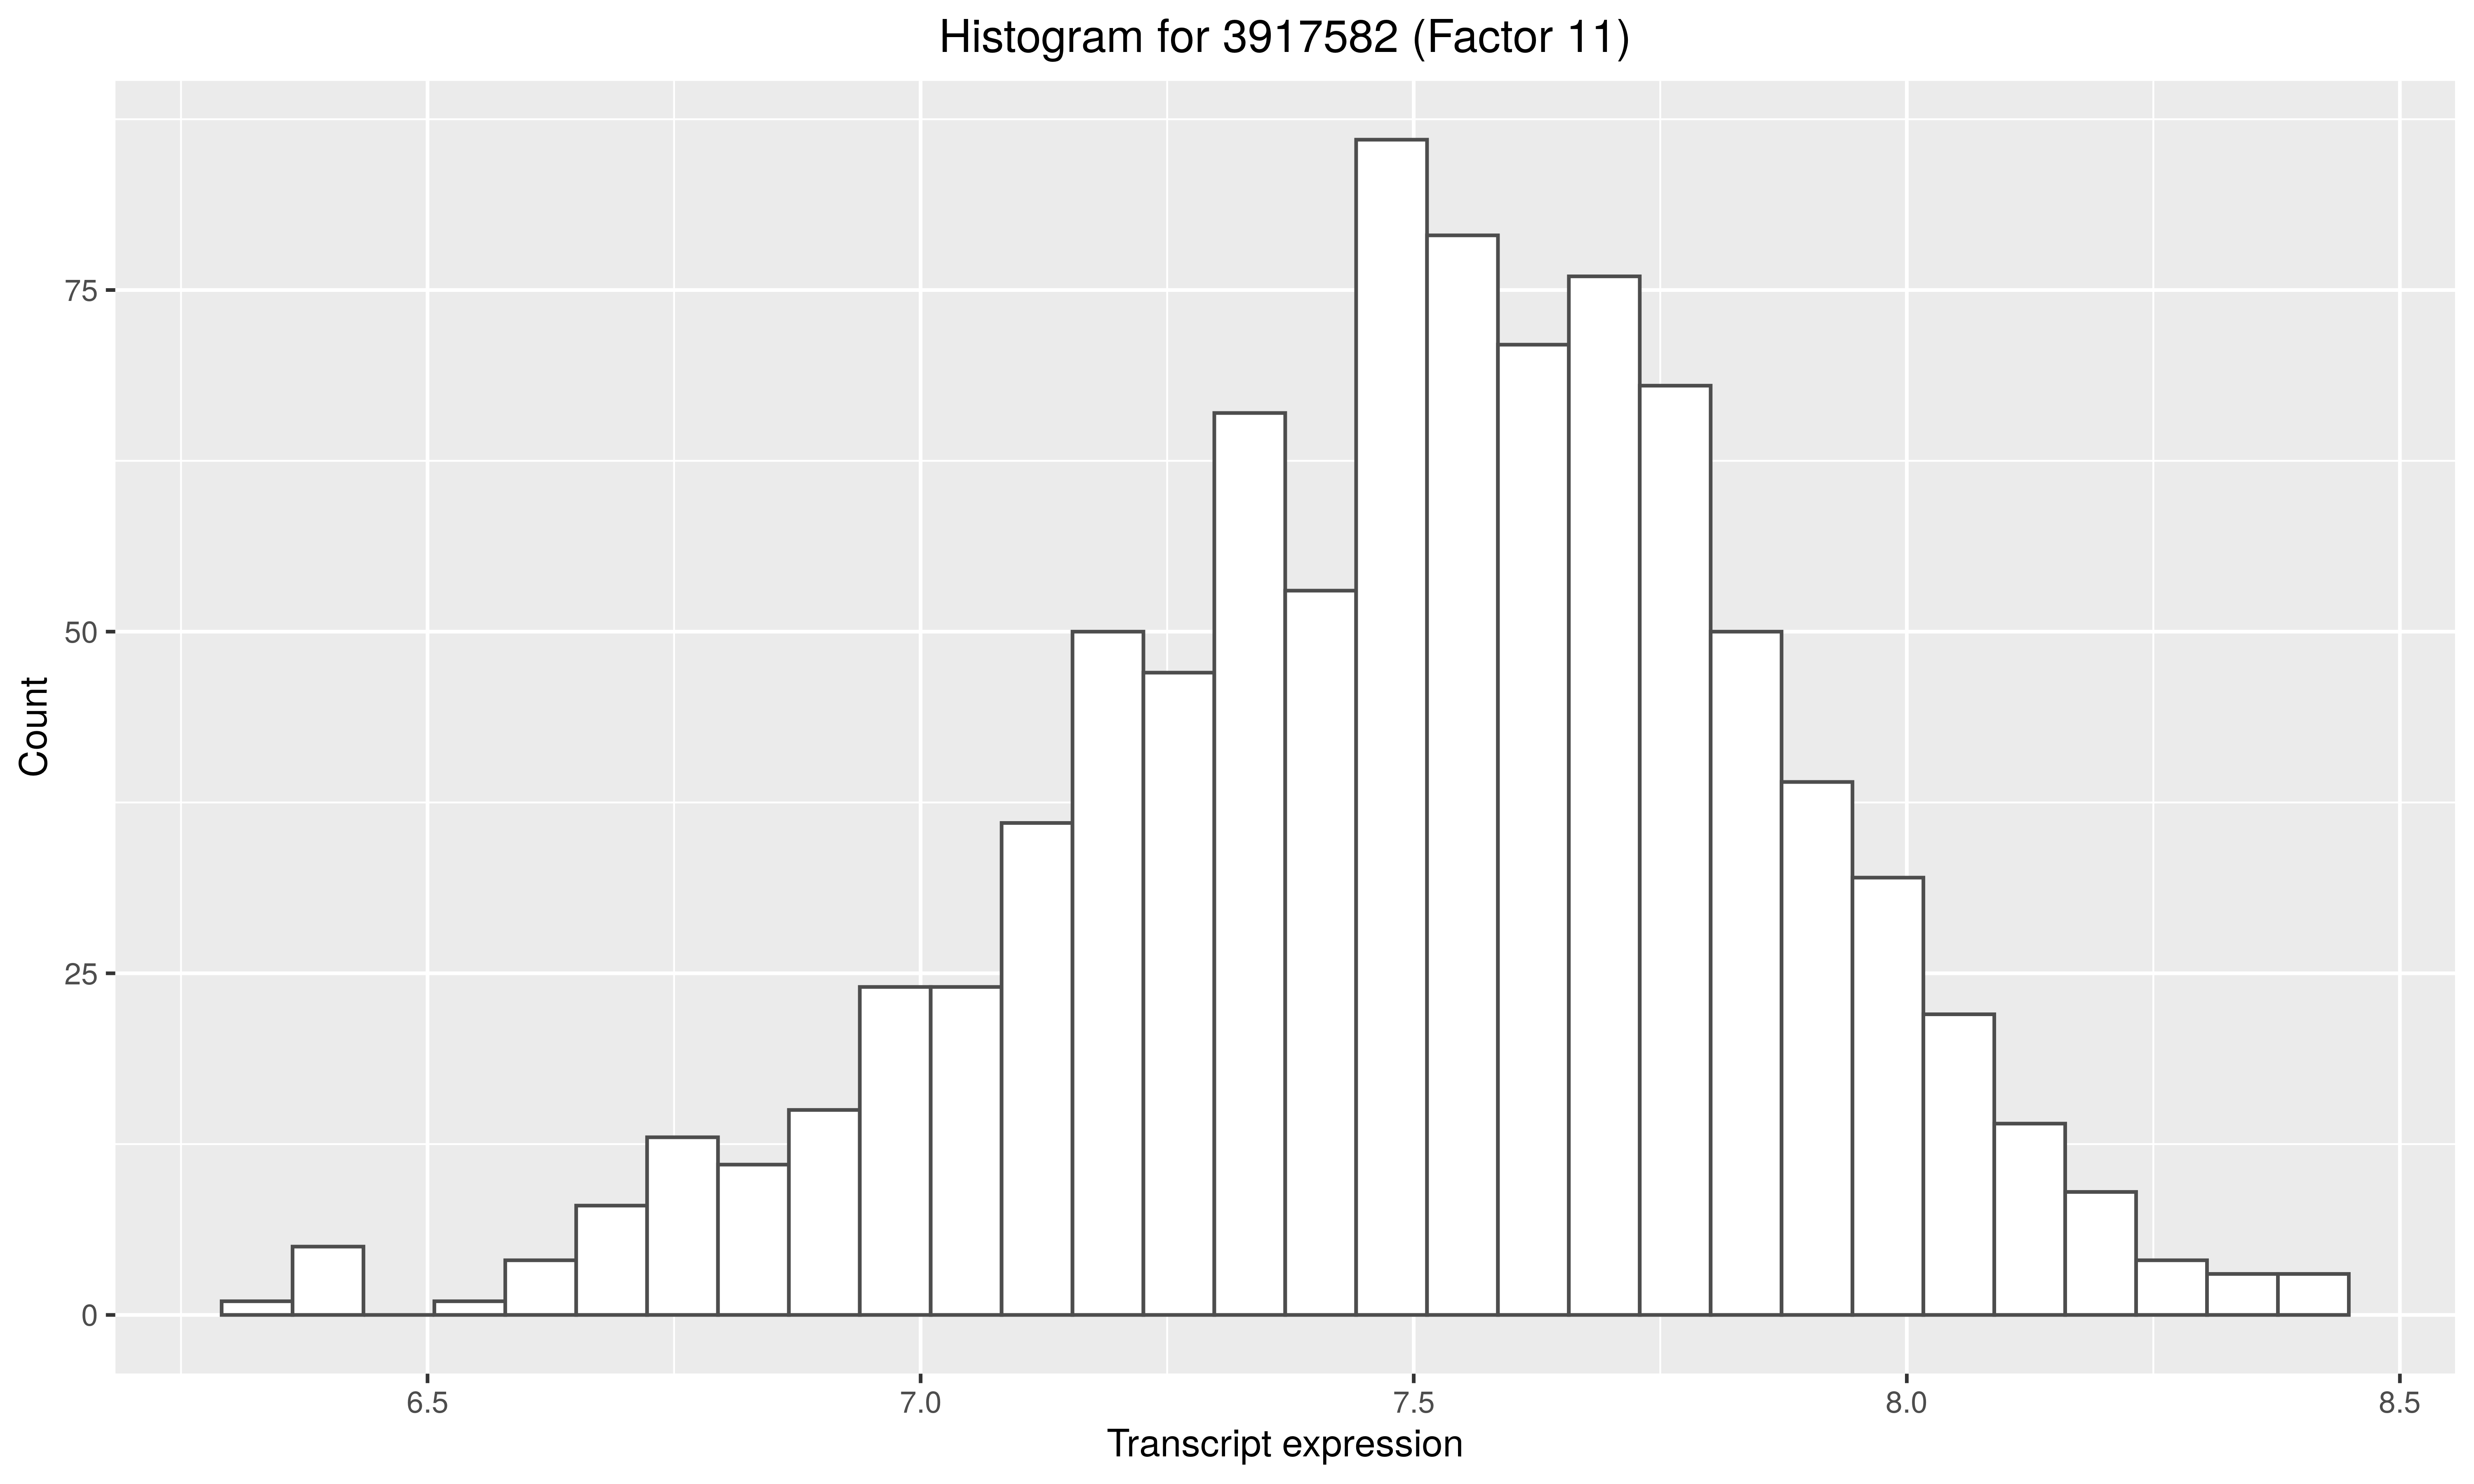 Histogram for 3917582 (Factor 11)
75
50
25
0
Count
6.5 7.0 7.5 8.0 8.5
Transcript expression